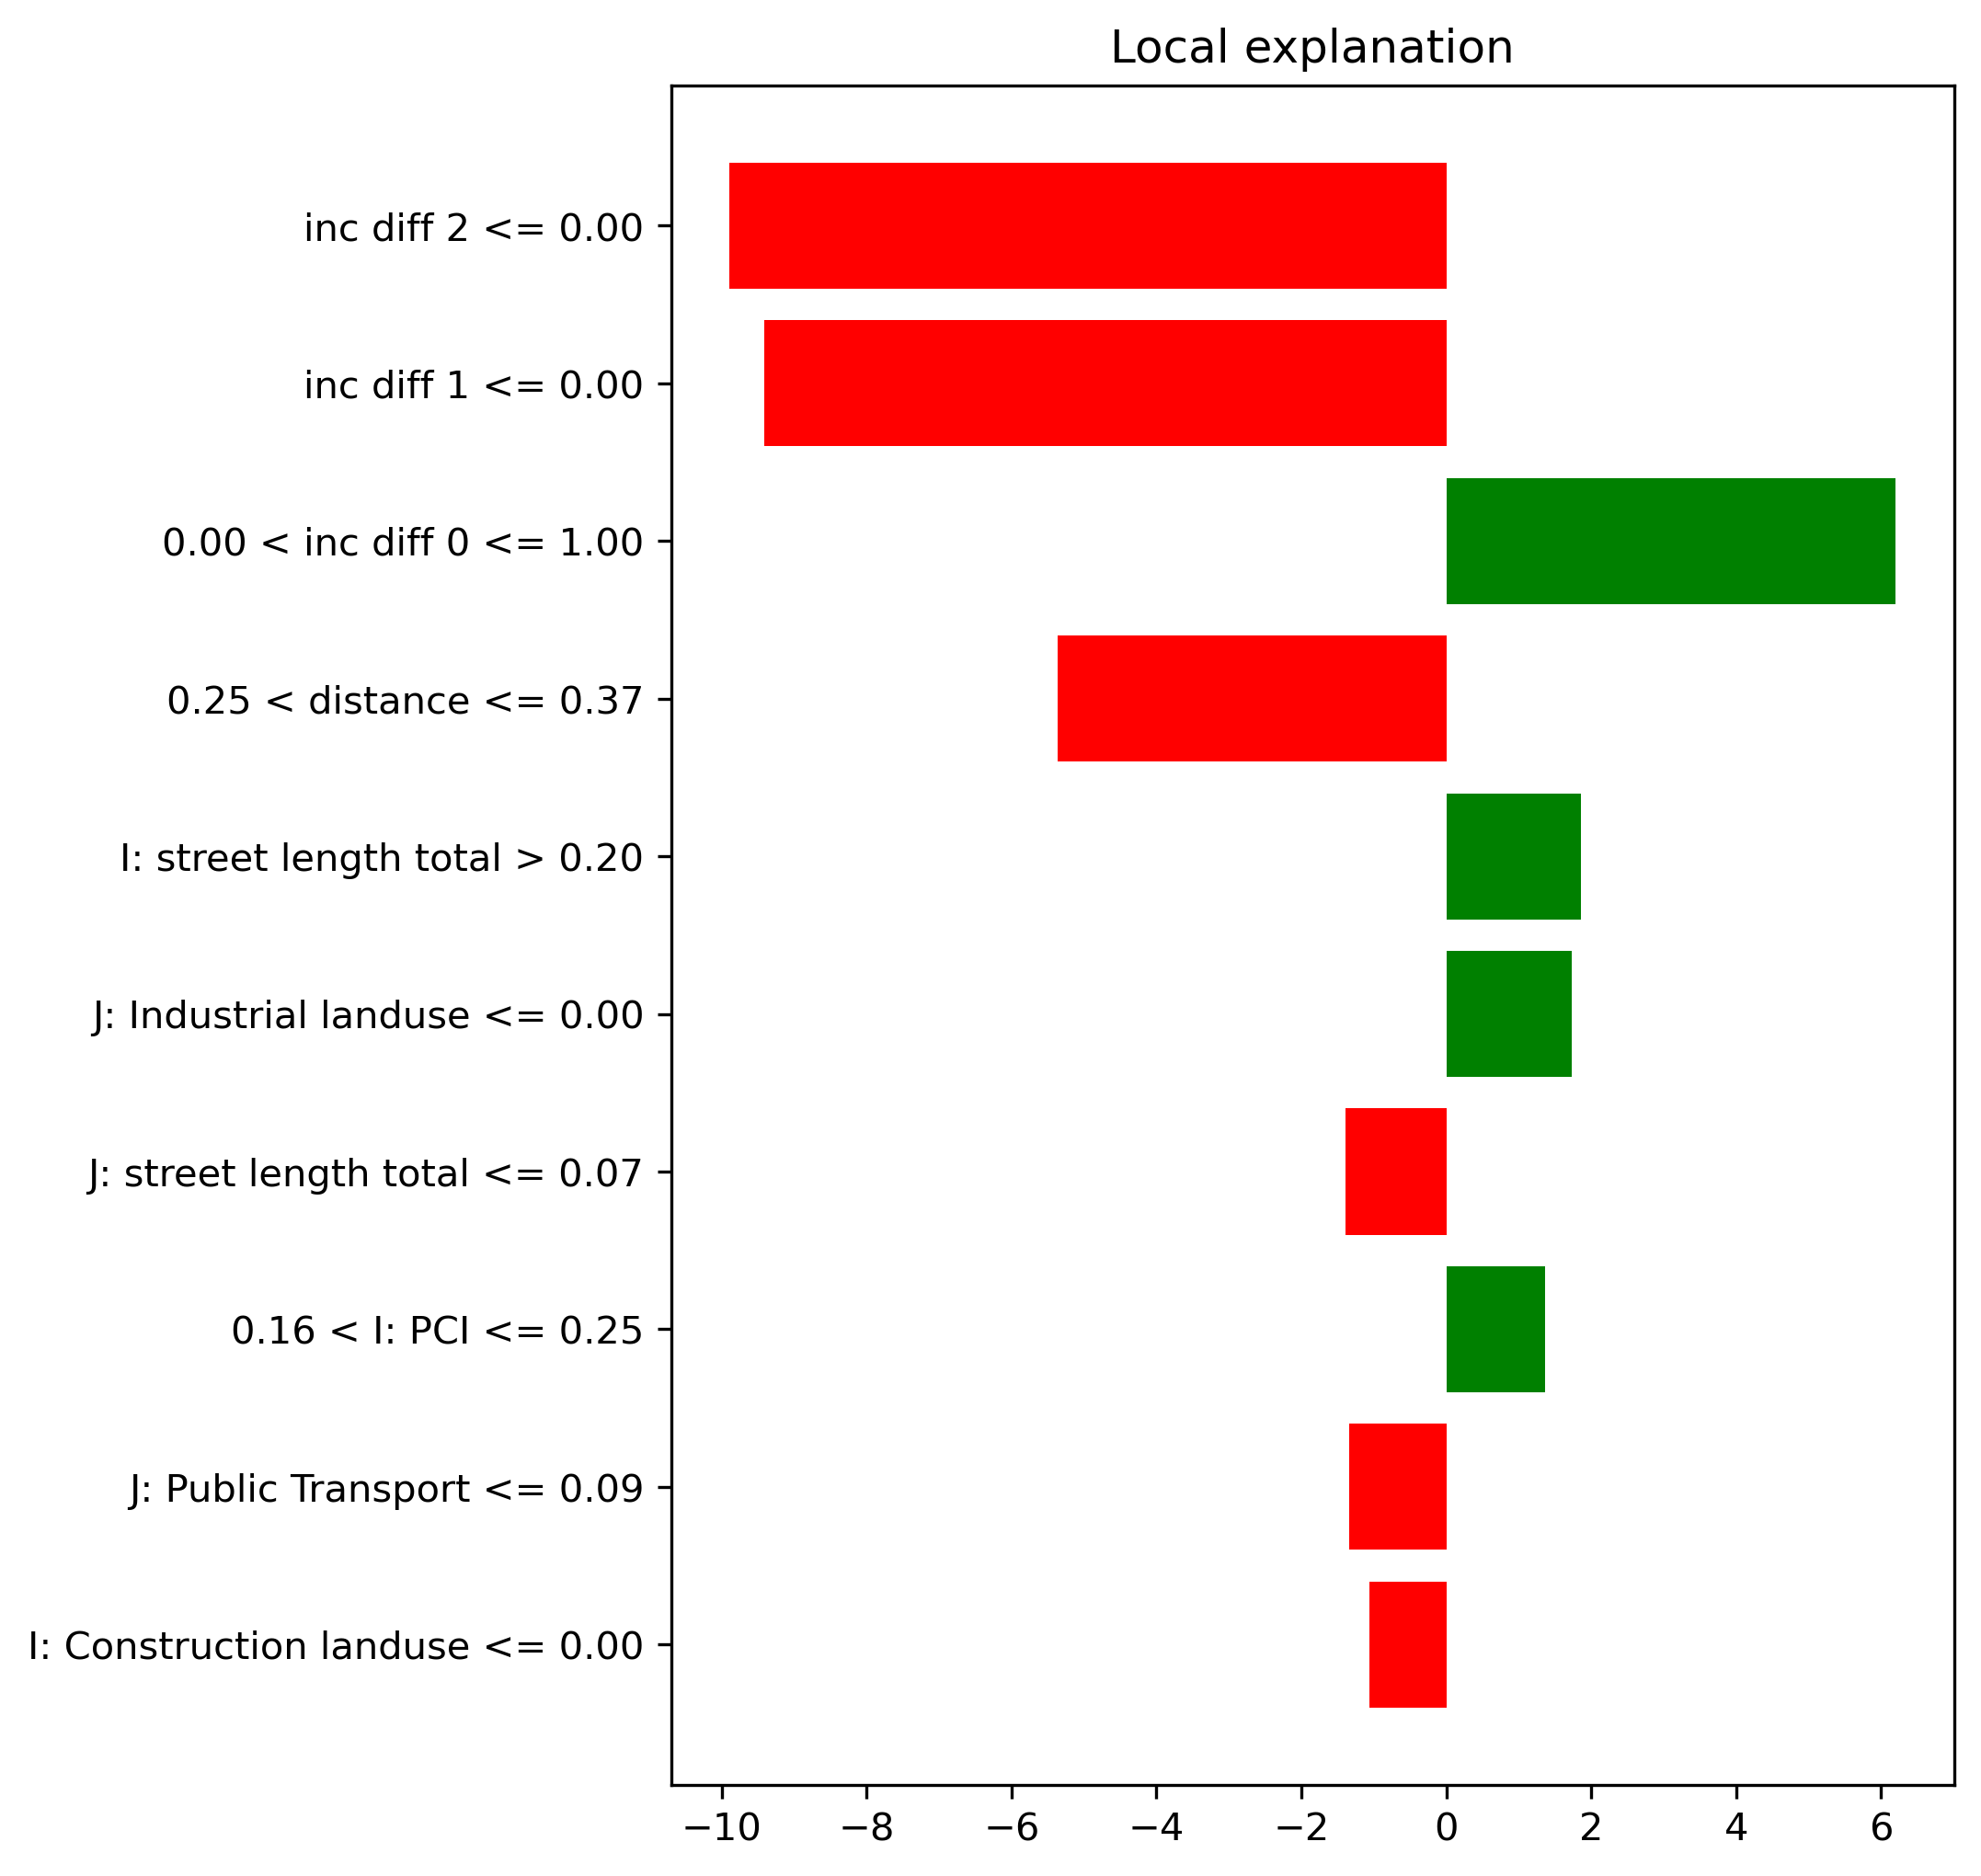 Local explanation
inc diff 2 <= 0.00
inc diff 1 <= 0.00
0.00 < inc diff 0 <= 1.00
0.25 < distance <= 0.37
I: street length total > 0.20
J: Industrial landuse <= 0.00
J: street length total <= 0.07
0.16 < I: PCI <= 0.25
J: Public Transport <= 0.09
I: Construction landuse <= 0.00
−10 −8 −6 −4 −2 0 2 4 6